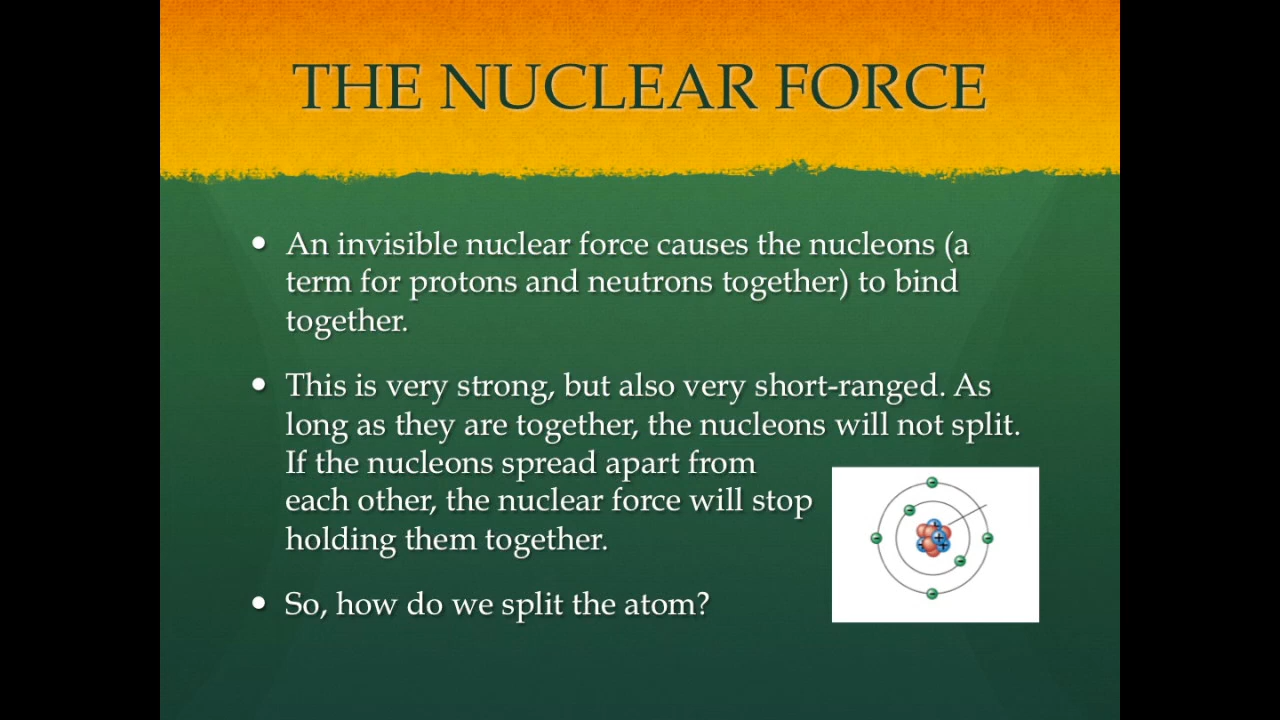 THE NUCLEAR FORCE
• An invisible nuclear force causes the nucleons (a
term for protons and neutrons together) to bind
together.
• This is very strong, but also very short-ranged. As
long as they are together, the nucleons will not split.
If the nucleons spread apart from
each other, the nuclear force will stop
holding them together.
• So, how do we split the atom?